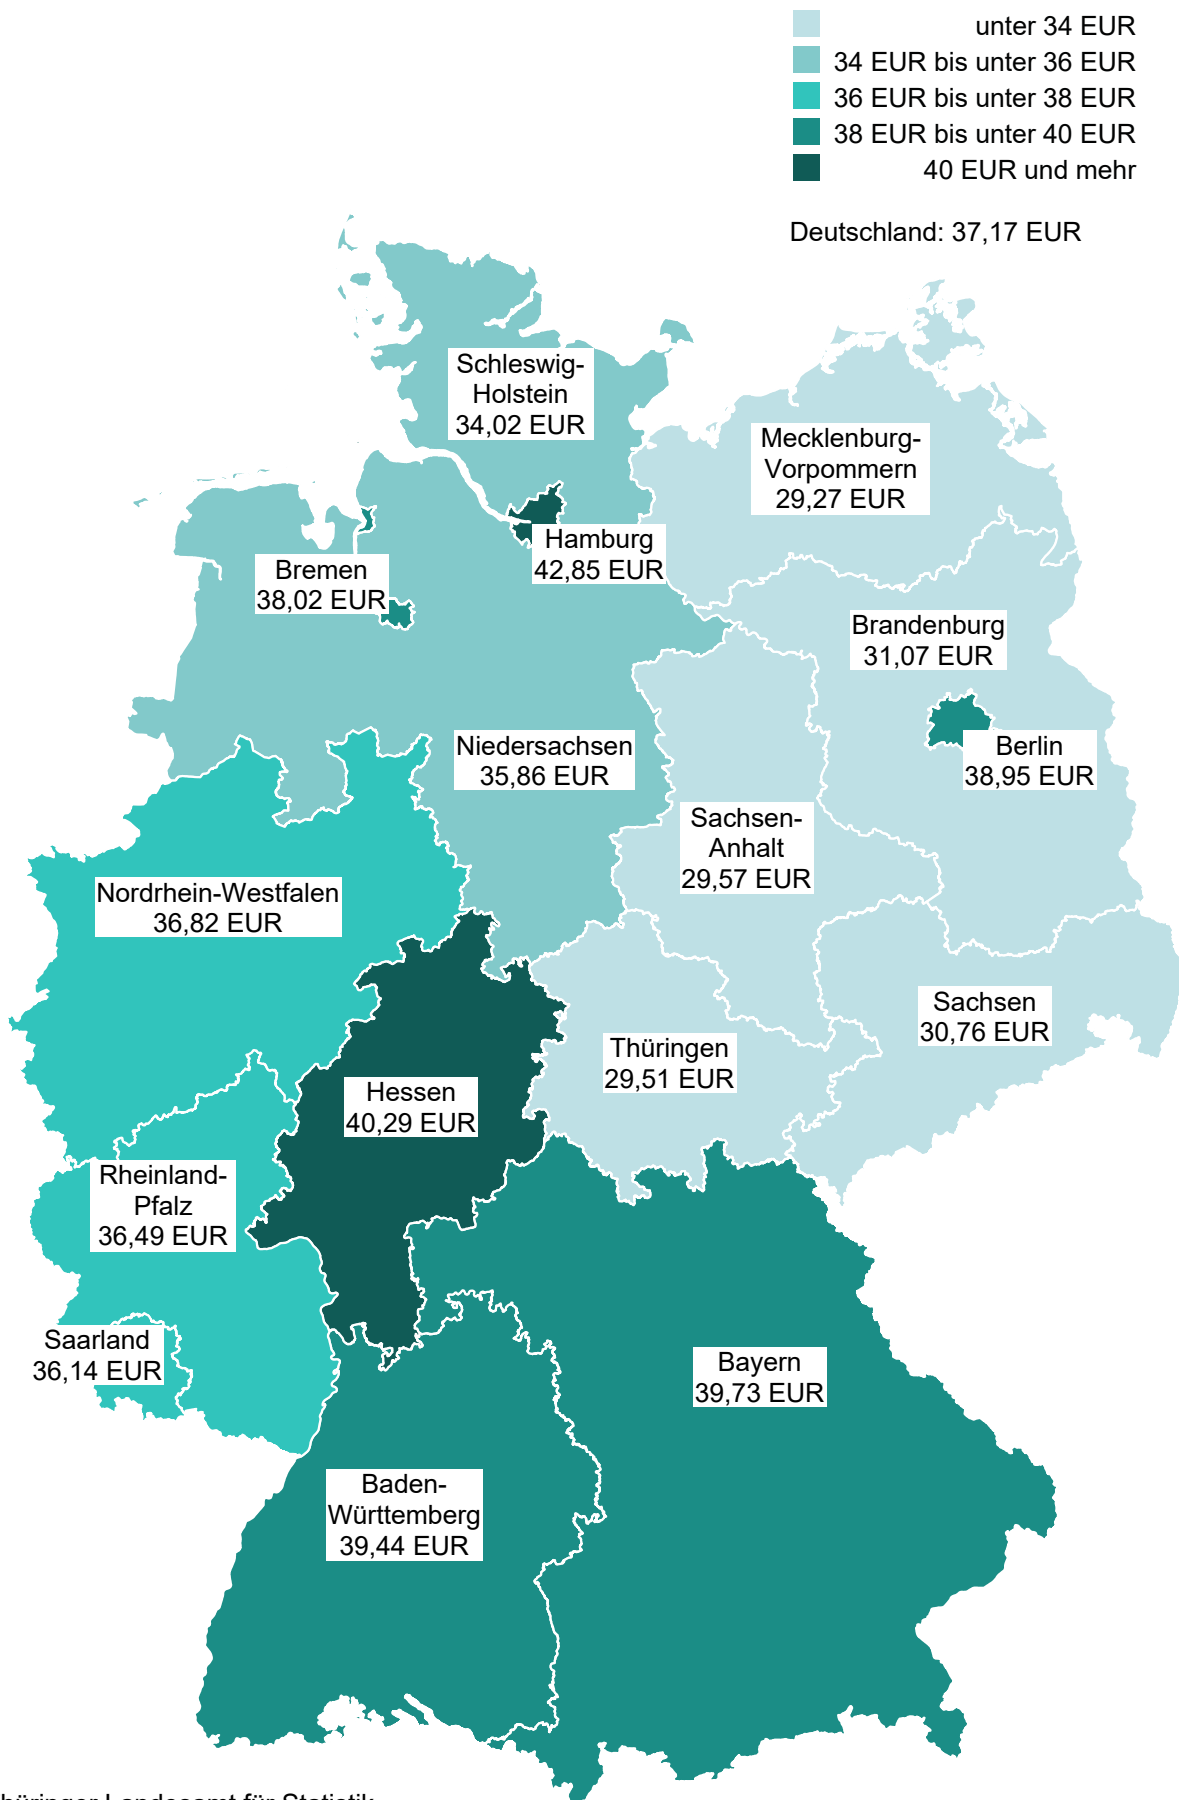 unter 34 EUR
34 EUR bis unter 36 EUR
36 EUR bis unter 38 EUR
38 EUR bis unter 40 EUR
40 EUR und mehr
Deutschland: 37,17 EUR
Schleswig-
Holstein
34,02 EUR
Mecklenburg-
Vorpommern
29,27 EUR
Hamburg
42,85 EUR
Bremen
38,02 EUR
Brandenburg
31,07 EUR
Niedersachsen
35,86 EUR
Berlin
38,95 EUR
Sachsen-
Anhalt
29,57 EUR
Nordrhein-Westfalen
36,82 EUR
Sachsen
30,76 EUR
Thüringen
29,51 EUR
Hessen
40,29 EUR
Rheinland-
Pfalz
36,49 EUR
Saarland
36,14 EUR
Bayern
39,73 EUR
Baden-
Württemberg
39,44 EUR
Landesamt für Statistik